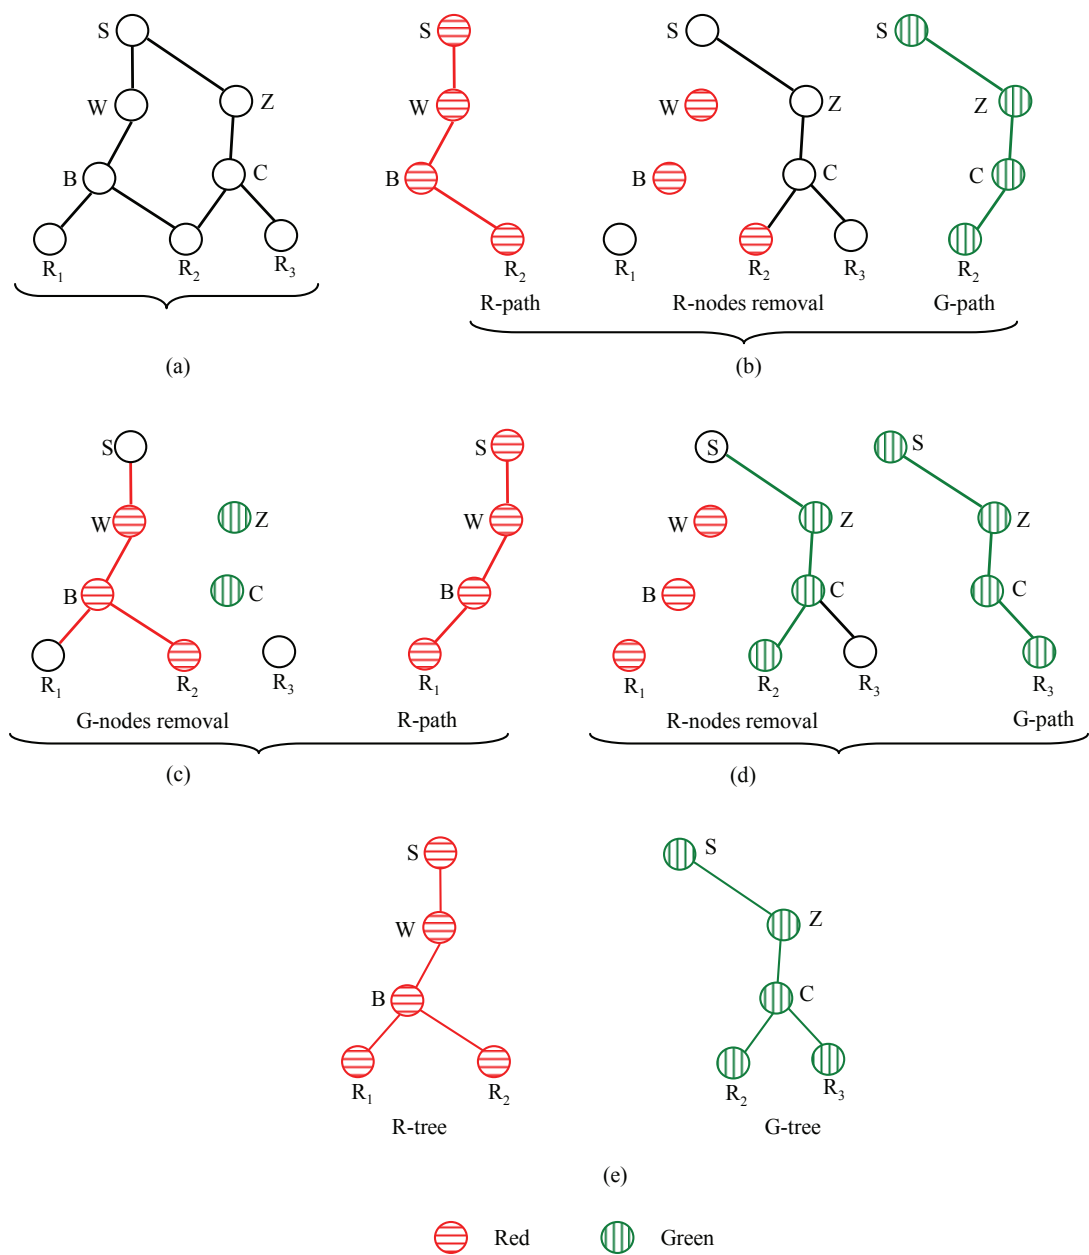 S
W
Z
B
C
R1
R2
R3
(a)
S
W
B
R2
R-path
S
W
Z
B
C
R1
R2
R3
R-nodes removal
S
Z
C
R2
G-path
(b)
S
W
Z
B
C
R1
R2
R3
G-nodes removal
S
W
B
R1
R-path
(c)
S
W
Z
B
C
R1
R2
R3
R-nodes removal
S
Z
C
R3
G-path
(d)
S
W
B
R1
R2
R-tree
S
Z
C
R2
R3
G-tree
(e)
Red
Green